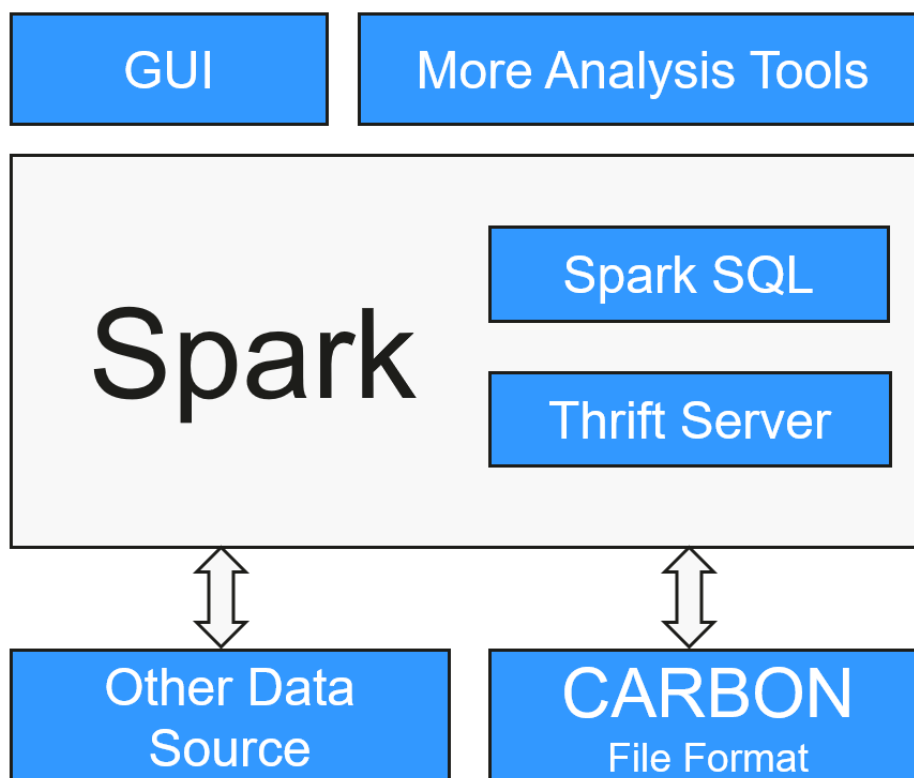 GUI
More Analysis Tools
Spark
Spark SQL
Thrift Server
Other Data
Source
CARBON
File Format